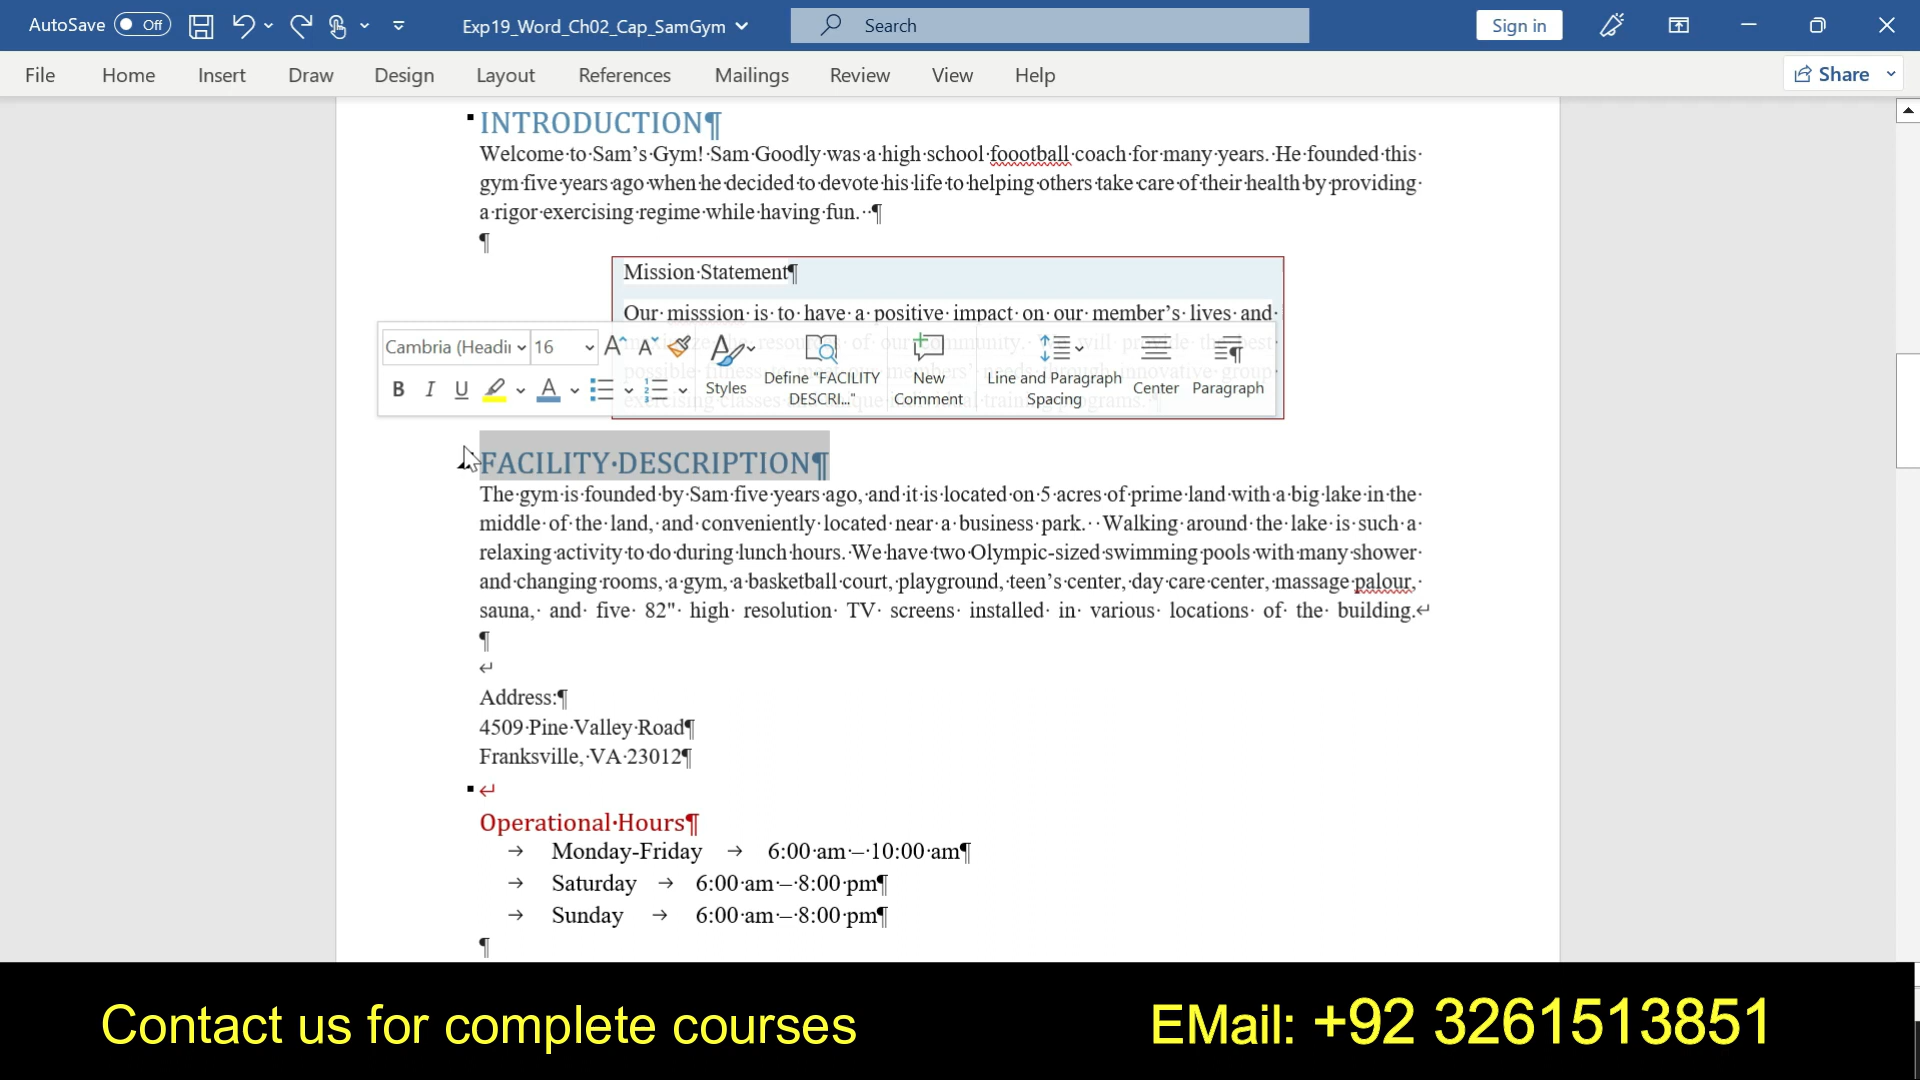 AutoSave Off Exp19_Word_Ch02_Cap_SamGym Search Sign in
File Home Insert Draw Design Layout References Mailings Review View Help Share
INTRODUCTION¶
Welcome·to·Sam’s·Gym!·Sam·Goodly·was·a·high·school·foootball·coach·for·many·years.·He·founded·this·
gym·five·years·ago·when·he·decided·to·devote·his·life·to·helping·others·take·care·of·their·health·by·providing·
a·rigor·exercising·regime·while·having·fun.··¶
¶
Mission·Statement¶
Our·misssion·is·to·have·a·positive·impact·on·our·member’s·lives·and·
Cambria (Headin 16
Styles Define "FACILITY DESCRI..." New Comment Line and Paragraph Spacing Center Paragraph
FACILITY·DESCRIPTION¶
The·gym·is·founded·by·Sam·five·years·ago,·and·it·is·located·on·5·acres·of·prime·land·with·a·big·lake·in·the·
middle·of·the·land,·and·conveniently·located·near·a·business·park.··Walking·around·the·lake·is·such·a·
relaxing·activity·to·do·during·lunch·hours.·We·have·two·Olympic-sized·swimming·pools·with·many·shower·
and·changing·rooms,·a·gym,·a·basketball·court,·playground,·teen’s·center,·day·care·center,·massage·palour,·
sauna,·and·five·82"·high·resolution·TV·screens·installed·in·various·locations·of·the·building.↵
¶
↵
Address:¶
4509·Pine·Valley·Road¶
Franksville,·VA·23012¶
↵
Operational·Hours¶
→ Monday-Friday → 6:00·am·–·10:00·am¶
→ Saturday → 6:00·am·–·8:00·pm¶
→ Sunday → 6:00·am·–·8:00·pm¶
¶
Contact us for complete courses EMail: +92 3261513851